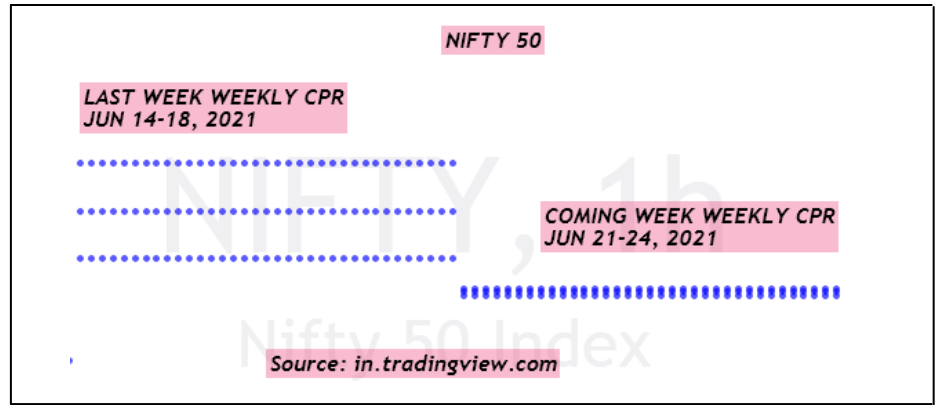 NIFTY 50
LAST WEEK WEEKLY CPR
JUN 14-18, 2021
NIFTY, 1h
COMING WEEK WEEKLY CPR
JUN 21-24, 2021
Nifty 50 Index
Source: in.tradingview.com